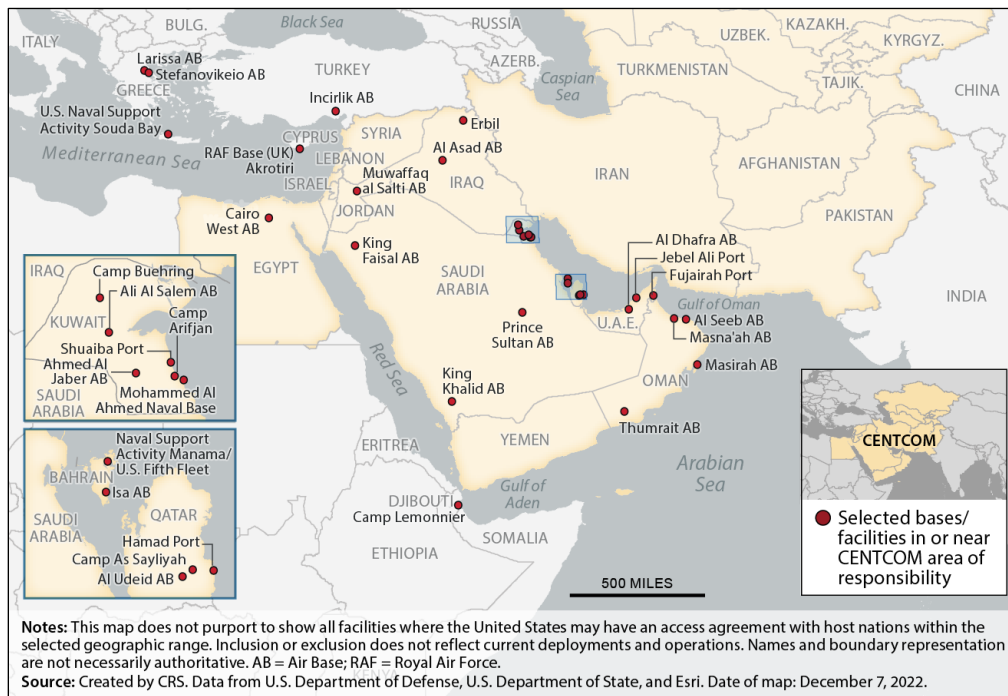 Black Sea
BULG.
RUSSIA
KAZAKH.
ITALY
UZBEK.
KYRGYZ.
AZERB.
Larissa AB
Stefanovikeio AB
GREECE
TURKEY
Caspian
Sea
TURKMENISTAN
TAJIK.
CHINA
Incirlik AB
U.S. Naval Support
Activity Souda Bay
Mediterranean Sea
CYPRUS
RAF Base (UK)
Akrotiri
SYRIA
LEBANON
ISRAEL
Erbil
Al Asad AB
Muwaffaq
al Salti AB
IRAQ
IRAN
AFGHANISTAN
JORDAN
PAKISTAN
Cairo
West AB
King
Faisal AB
EGYPT
SAUDI
ARABIA
Al Dhafra AB
Jebel Ali Port
Fujairah Port
INDIA
Gulf of Oman
U.A.E.
Al Seeb AB
Masna'ah AB
Prince
Sultan AB
Red Sea
Masirah AB
OMAN
King
Khalid AB
Thumrait AB
YEMEN
ERITREA
Arabian
Sea
Gulf of
Aden
DJIBOUTI
Camp Lemonnier
SOMALIA
ETHIOPIA
500 MILES
IRAQ
Camp Buehring
Ali Al Salem AB
KUWAIT
Camp
Arifjan
Shuaiba Port
Ahmed Al
Jaber AB
Mohammed Al
Ahmed Naval Base
SAUDI
ARABIA
Naval Support
Activity Manama/
U.S. Fifth Fleet
BAHRAIN
Isa AB
SAUDI
ARABIA
QATAR
Hamad Port
Camp As Sayliyah
Al Udeid AB
CENTCOM
Selected bases/
facilities in or near
CENTCOM area of
responsibility
Notes: This map does not purport to show all facilities where the United States may have an access agreement with host nations within the
selected geographic range. Inclusion or exclusion does not reflect current deployments and operations. Names and boundary representation
are not necessarily authoritative. AB = Air Base; RAF = Royal Air Force.
Source: Created by CRS. Data from U.S. Department of Defense, U.S. Department of State, and Esri. Date of map: December 7, 2022.